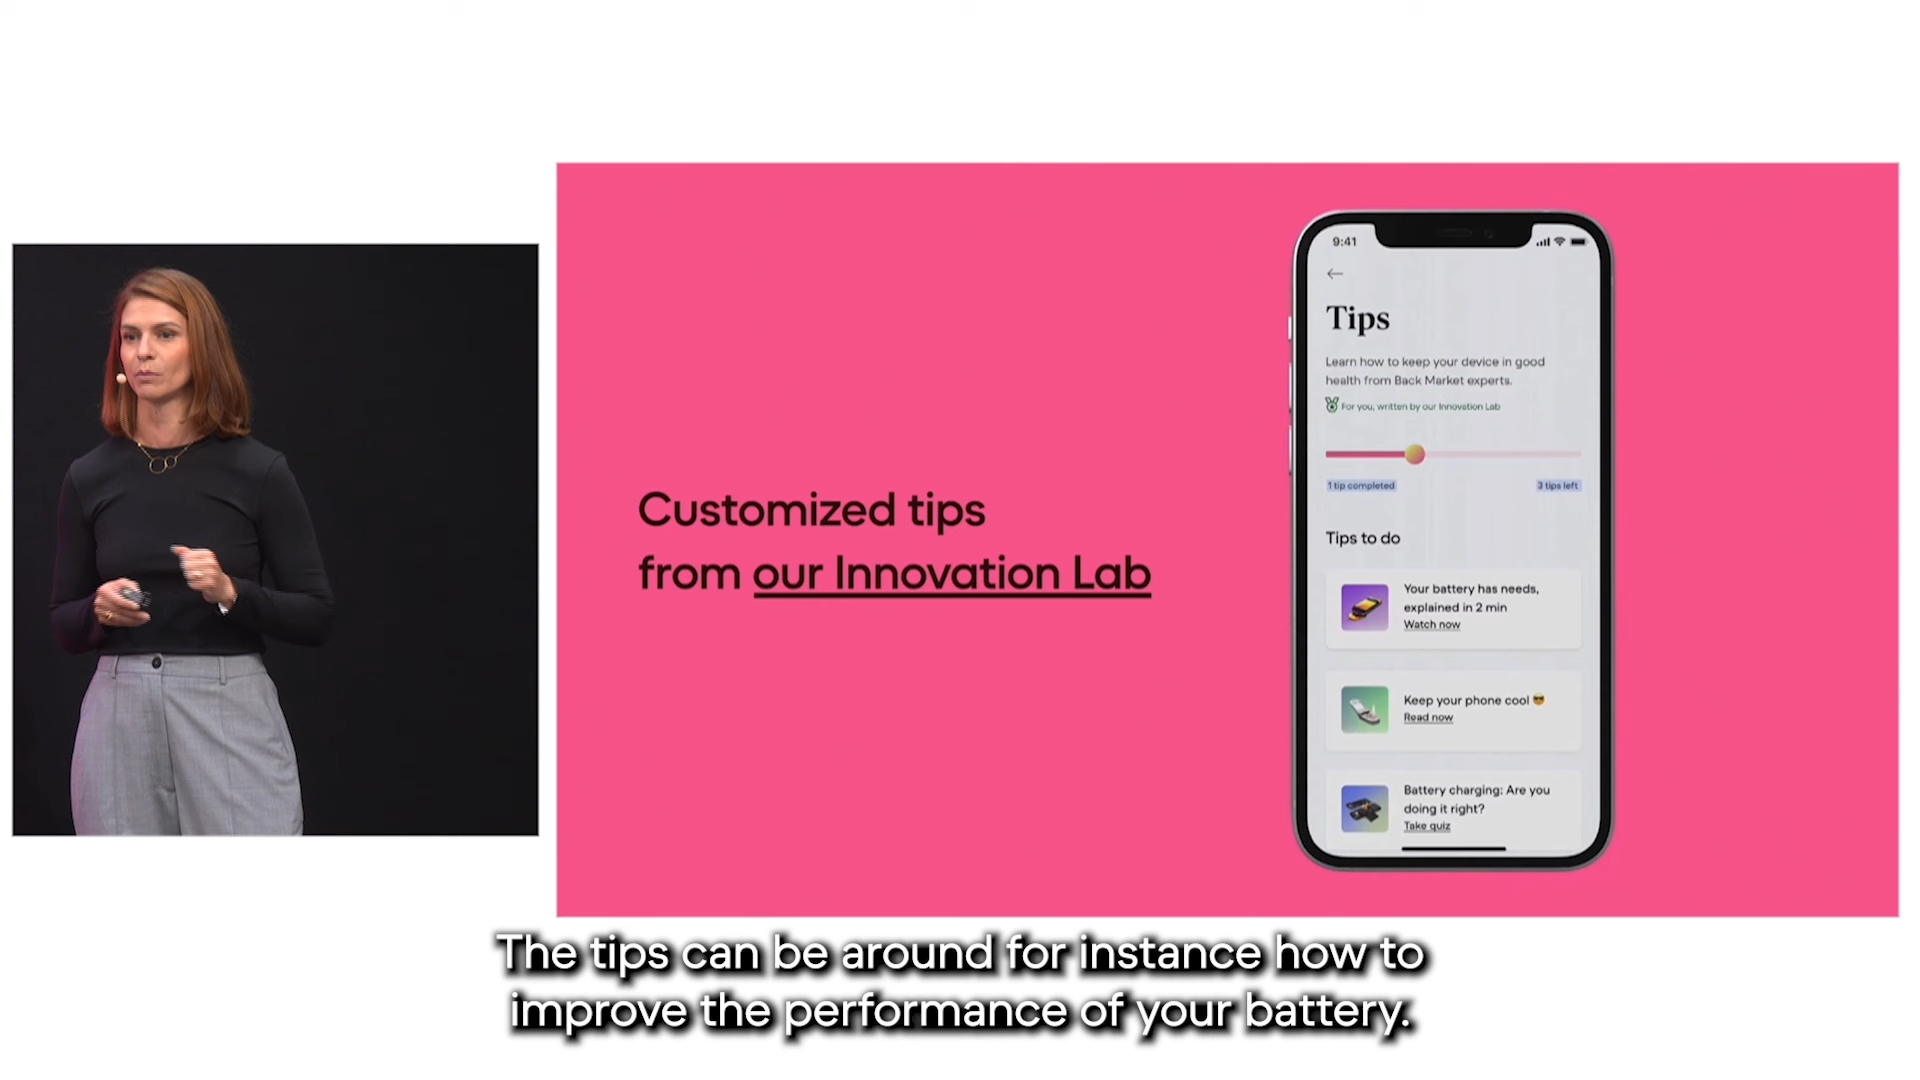 Customized tips
from our Innovation Lab
9:41
Tips
Learn how to keep your device in good
health from Back Market experts.
For you, written by our Innovation Lab
1 tip completed
3 tips left
Tips to do
Your battery has needs,
explained in 2 min
Watch now
Keep your phone cool 😎
Read now
Battery charging: Are you
doing it right?
Take quiz
The tips can be around for instance how to
improve the performance of your battery.